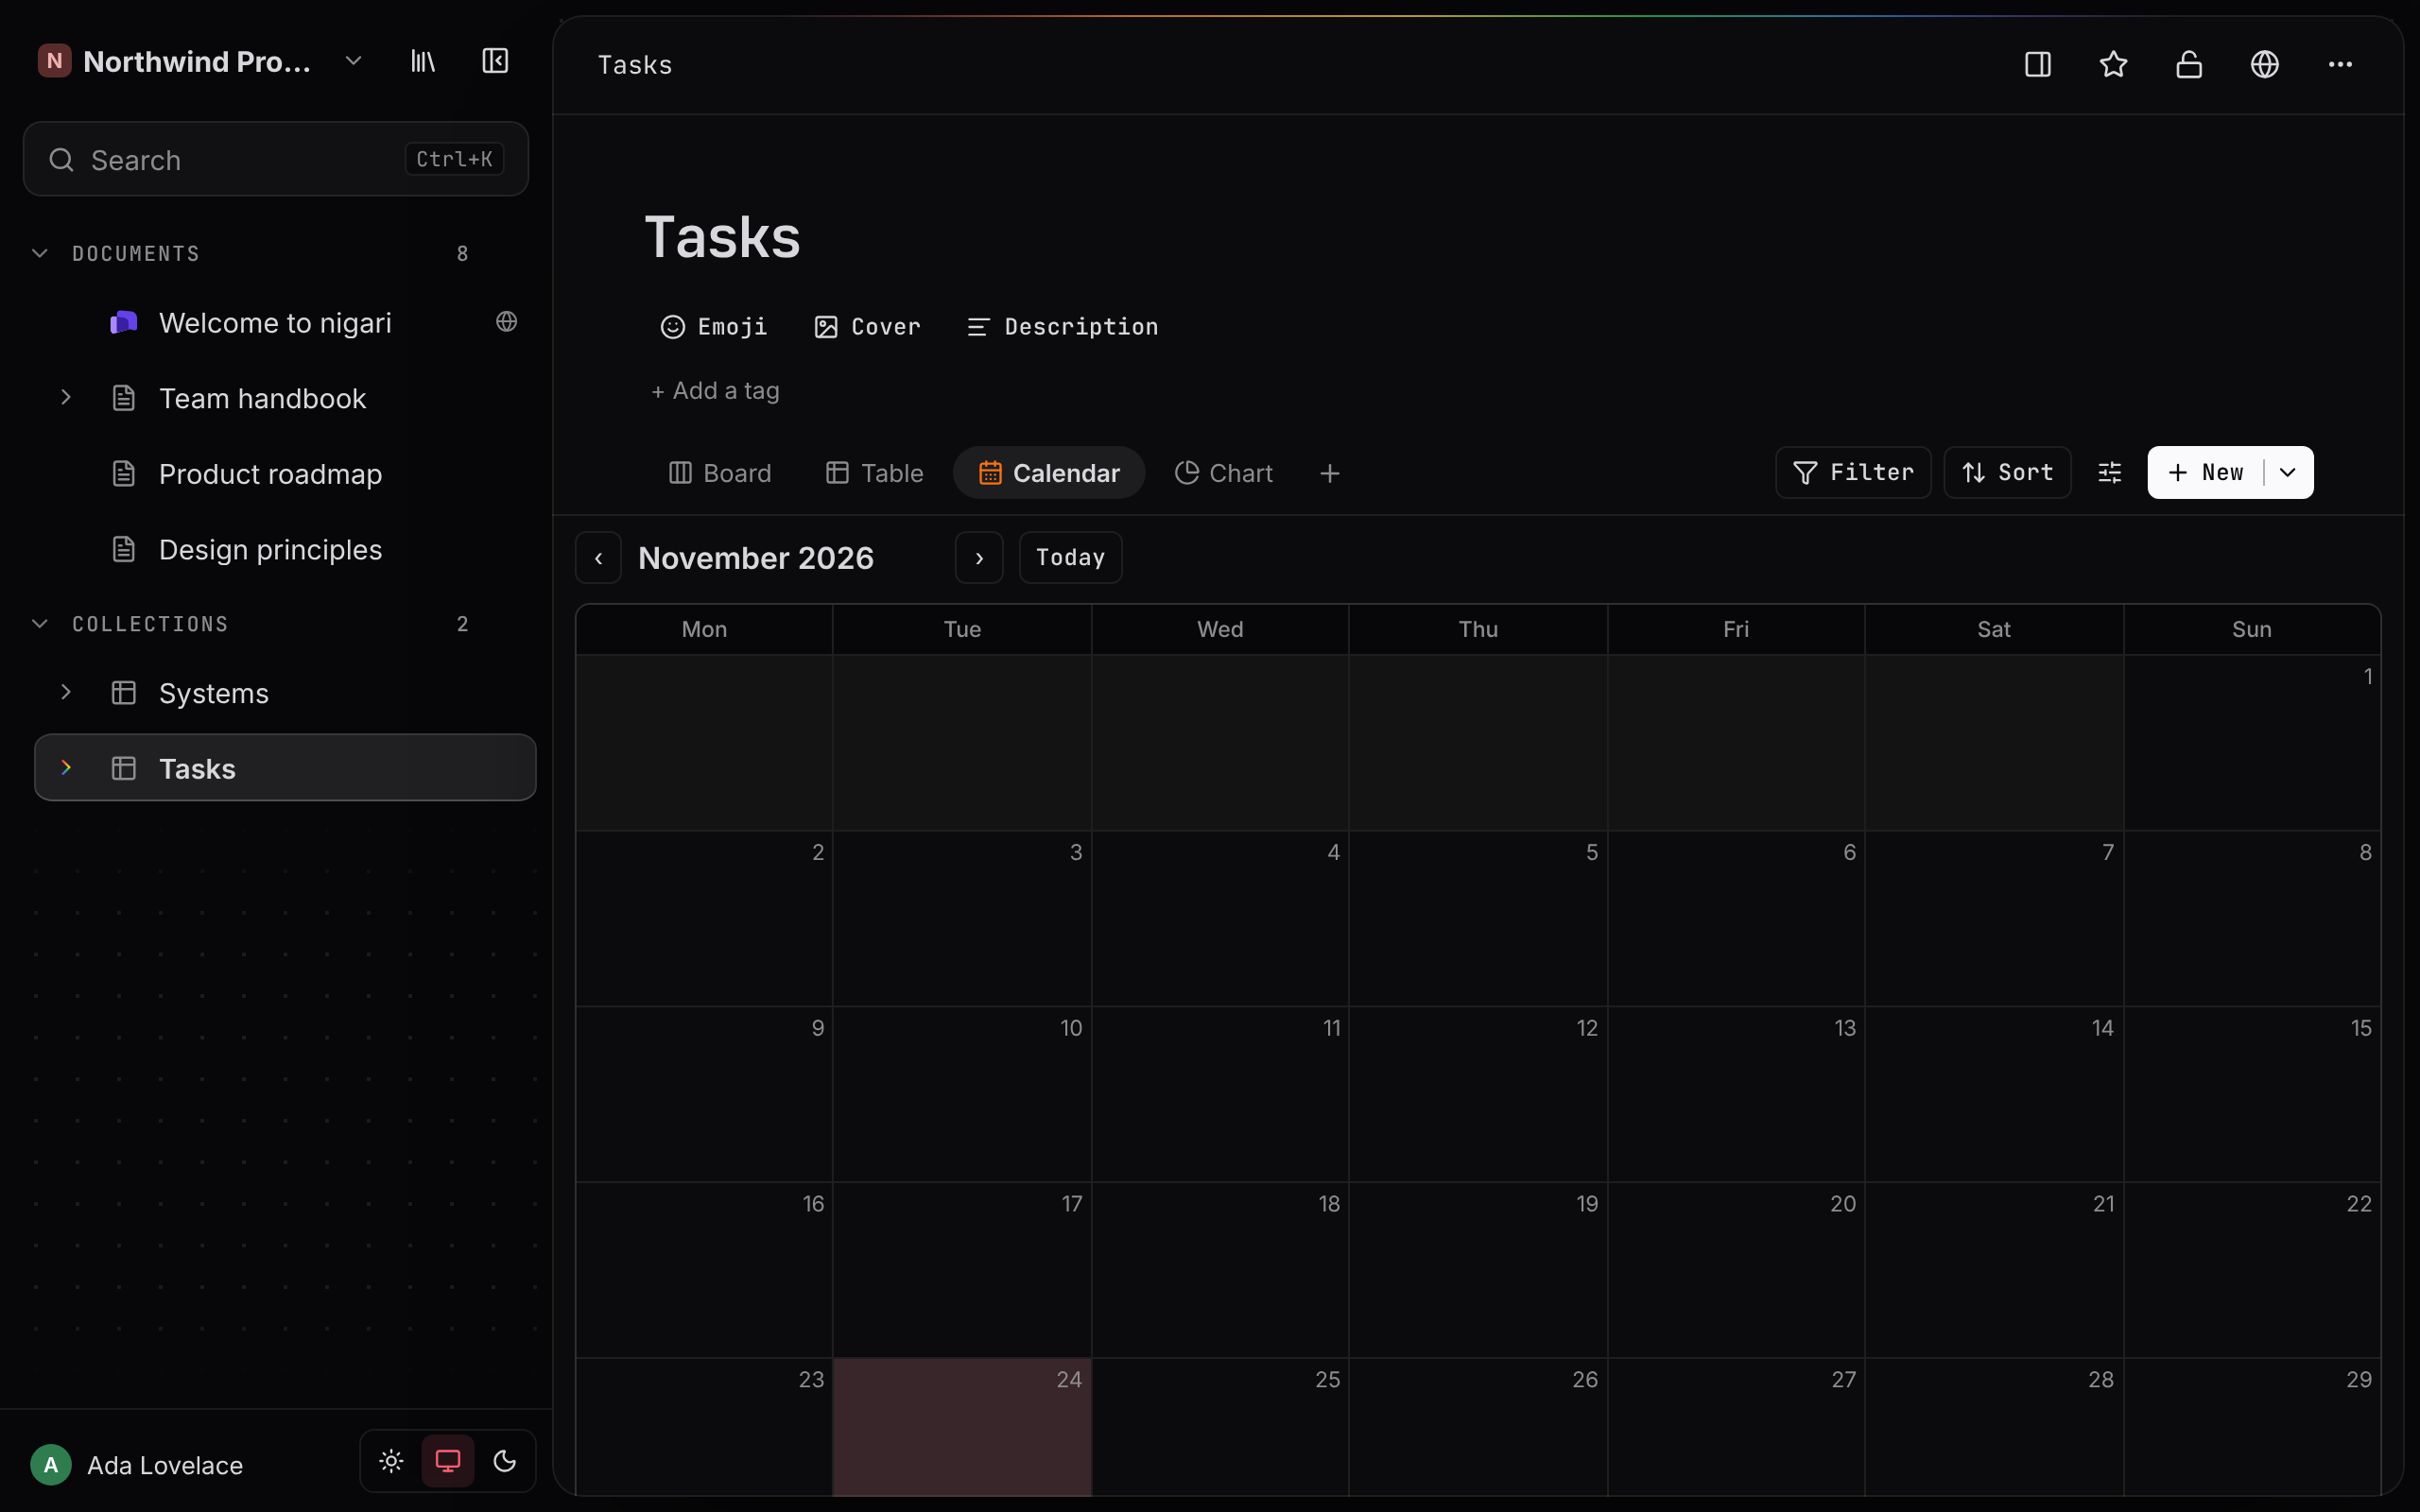 N Northwind Pro...
Search Ctrl+K
DOCUMENTS 8
Welcome to nigari
Team handbook
Product roadmap
Design principles
COLLECTIONS 2
Systems
Tasks
A Ada Lovelace
Tasks
Tasks
Emoji Cover Description
+ Add a tag
Board Table Calendar Chart +
Filter Sort + New
‹ November 2026 › Today
Mon Tue Wed Thu Fri Sat Sun
1
2 3 4 5 6 7 8
9 10 11 12 13 14 15
16 17 18 19 20 21 22
23 24 25 26 27 28 29